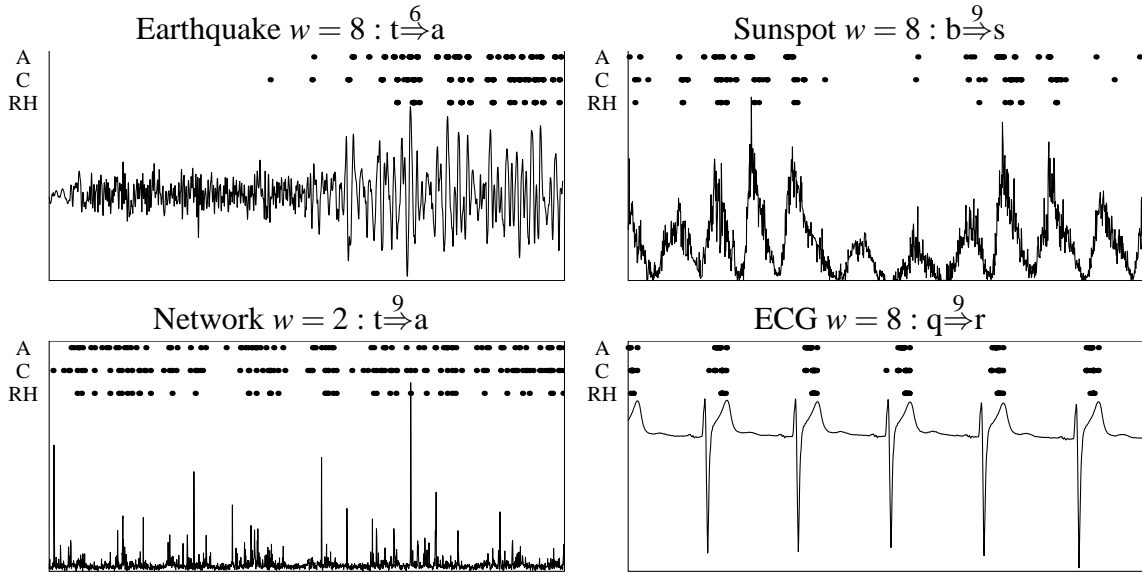 Earthquake w = 8 : t 6⇒ a
A
C
RH
Sunspot w = 8 : b 9⇒ s
A
C
RH
Network w = 2 : t 9⇒ a
A
C
RH
ECG w = 8 : q 9⇒ r
A
C
RH